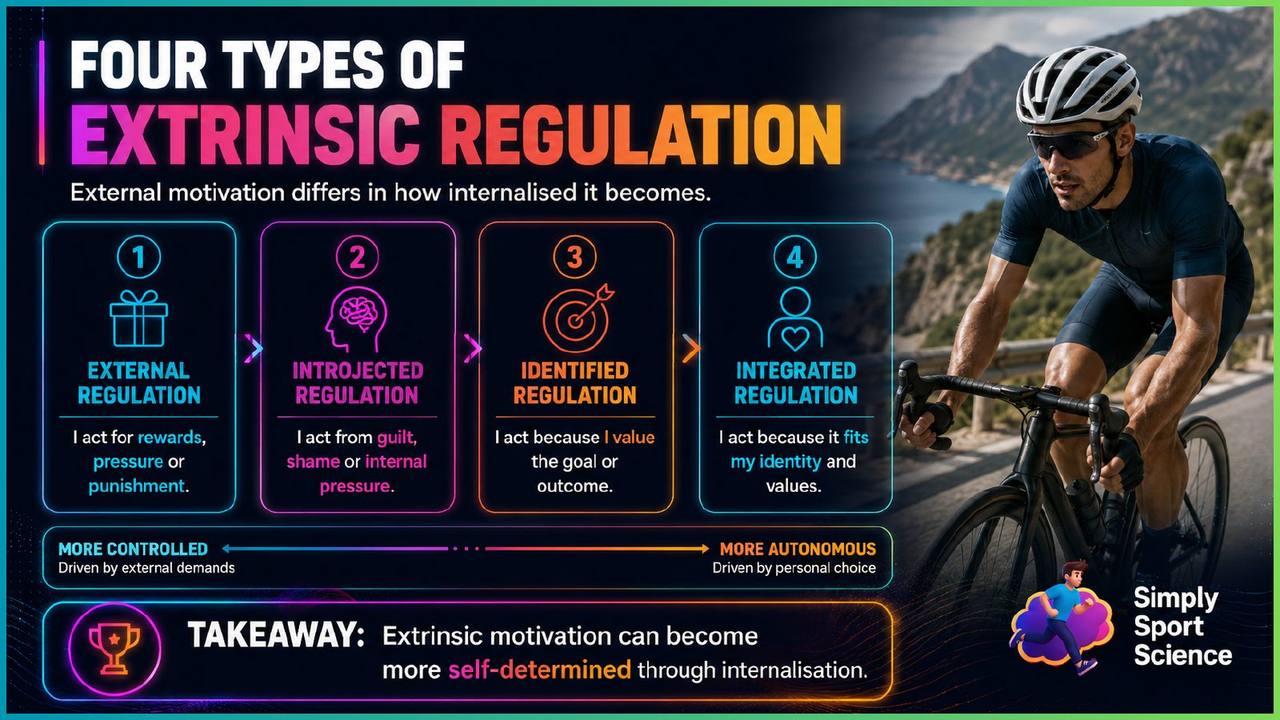 FOUR TYPES OF
EXTRINSIC REGULATION
External motivation differs in how internalised it becomes.
1
EXTERNAL
REGULATION
I act for rewards,
pressure or
punishment.
2
INTROJECTED
REGULATION
I act from guilt,
shame or internal
pressure.
3
IDENTIFIED
REGULATION
I act because I value
the goal or
outcome.
4
INTEGRATED
REGULATION
I act because it fits
my identity and
values.
MORE CONTROLLED
Driven by external demands
MORE AUTONOMOUS
Driven by personal choice
TAKEAWAY: Extrinsic motivation can become
more self-determined through internalisation.
Simply
Sport
Science